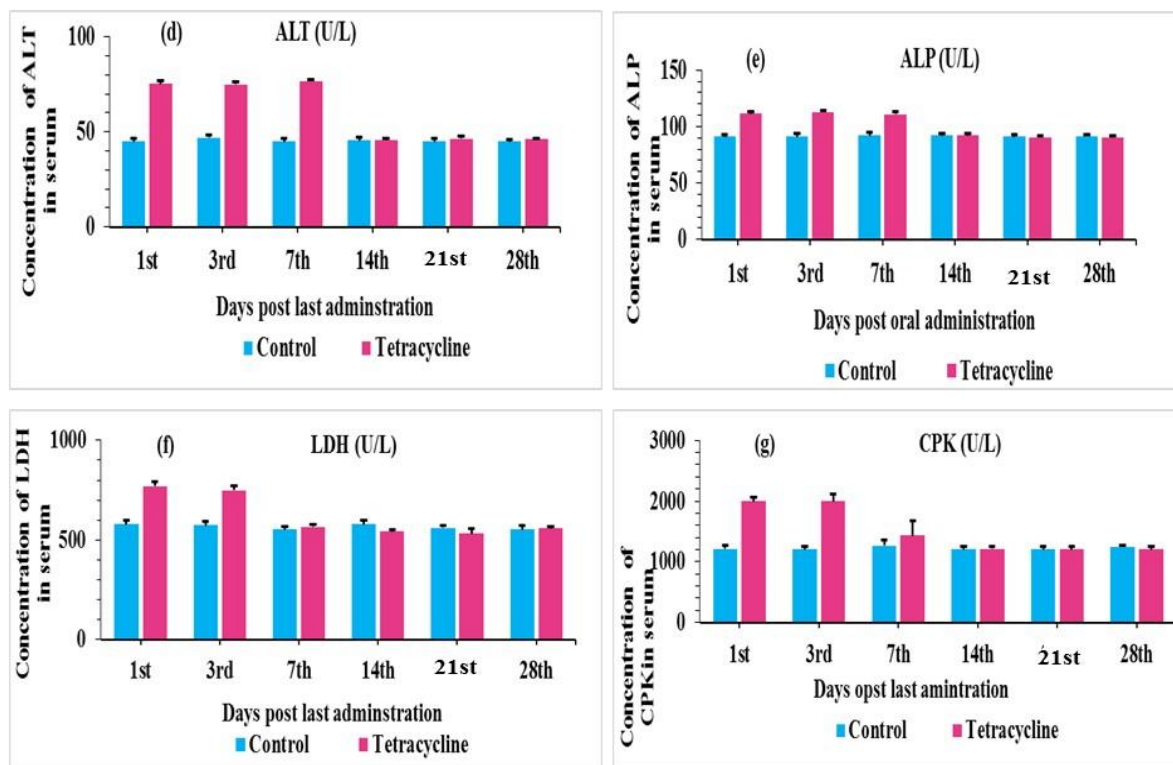 (d) ALT (U/L)
Concentration of ALT
in serum
100
50
0
1st 3rd 7th 14th 21st 28th
Days post last adminstration
Control Tetracycline
(e) ALP (U/L)
Concentration of ALP
in serum
150
100
50
0
1st 3rd 7th 14th 21st 28th
Days post oral administration
Control Tetracycline
(f) LDH (U/L)
Concentration of LDH
in serum
1000
500
0
1st 3rd 7th 14th 21st 28th
Days post last adminstration
Control Tetracycline
(g) CPK (U/L)
Concentration of
CPKin serum
3000
2000
1000
0
1st 3rd 7th 14th 21st 28th
Days opst last amintration
Control Tetracycline